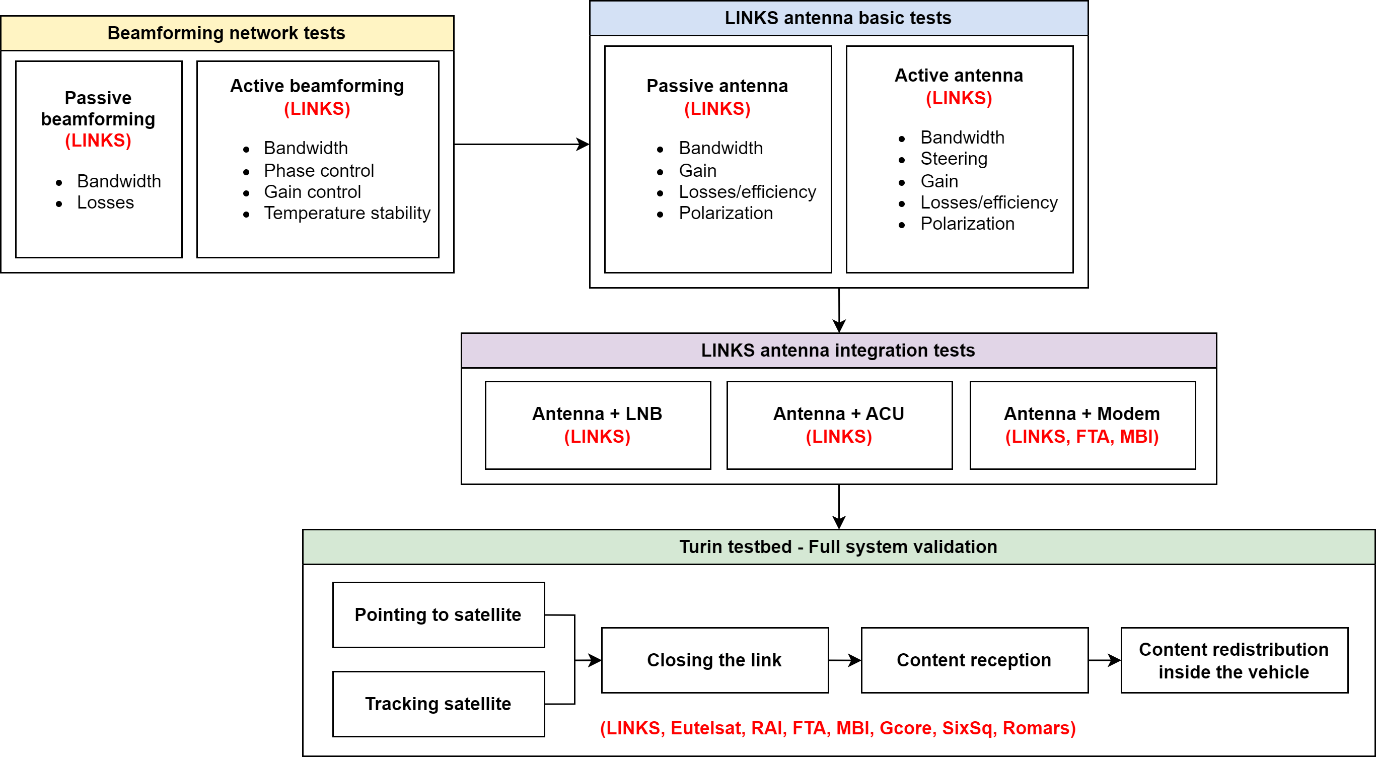 Beamforming network tests
Passive
beamforming
(LINKS)
• Bandwidth
• Losses
Active beamforming
(LINKS)
• Bandwidth
• Phase control
• Gain control
• Temperature stability
LINKS antenna basic tests
Passive antenna
(LINKS)
• Bandwidth
• Gain
• Losses/efficiency
• Polarization
Active antenna
(LINKS)
• Bandwidth
• Steering
• Gain
• Losses/efficiency
• Polarization
LINKS antenna integration tests
Antenna + LNB
(LINKS)
Antenna + ACU
(LINKS)
Antenna + Modem
(LINKS, FTA, MBI)
Turin testbed - Full system validation
Pointing to satellite
Tracking satellite
Closing the link
Content reception
Content redistribution
inside the vehicle
(LINKS, Eutelsat, RAI, FTA, MBI, Gcore, SixSq, Romars)